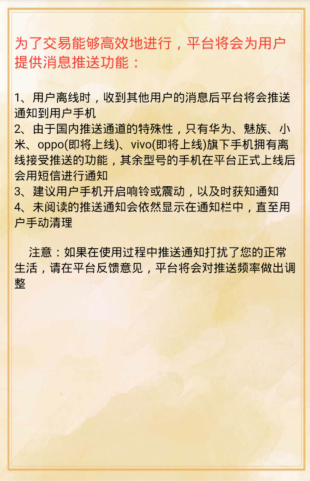 为了交易能够高效地进行，平台将会为用户
提供消息推送功能：
1、用户离线时，收到其他用户的消息后平台将会推送
通知到用户手机
2、由于国内推送通道的特殊性，只有华为、魅族、小
米、oppo(即将上线)、vivo(即将上线)旗下手机拥有离
线接受推送的功能，其余型号的手机在平台正式上线后
会用短信进行通知
3、建议用户手机开启响铃或震动，以及时获知通知
4、未阅读的推送通知会依然显示在通知栏中，直至用
户手动清理
注意：如果在使用过程中推送通知打扰了您的正常
生活，请在平台反馈意见，平台将会对推送频率做出调
整